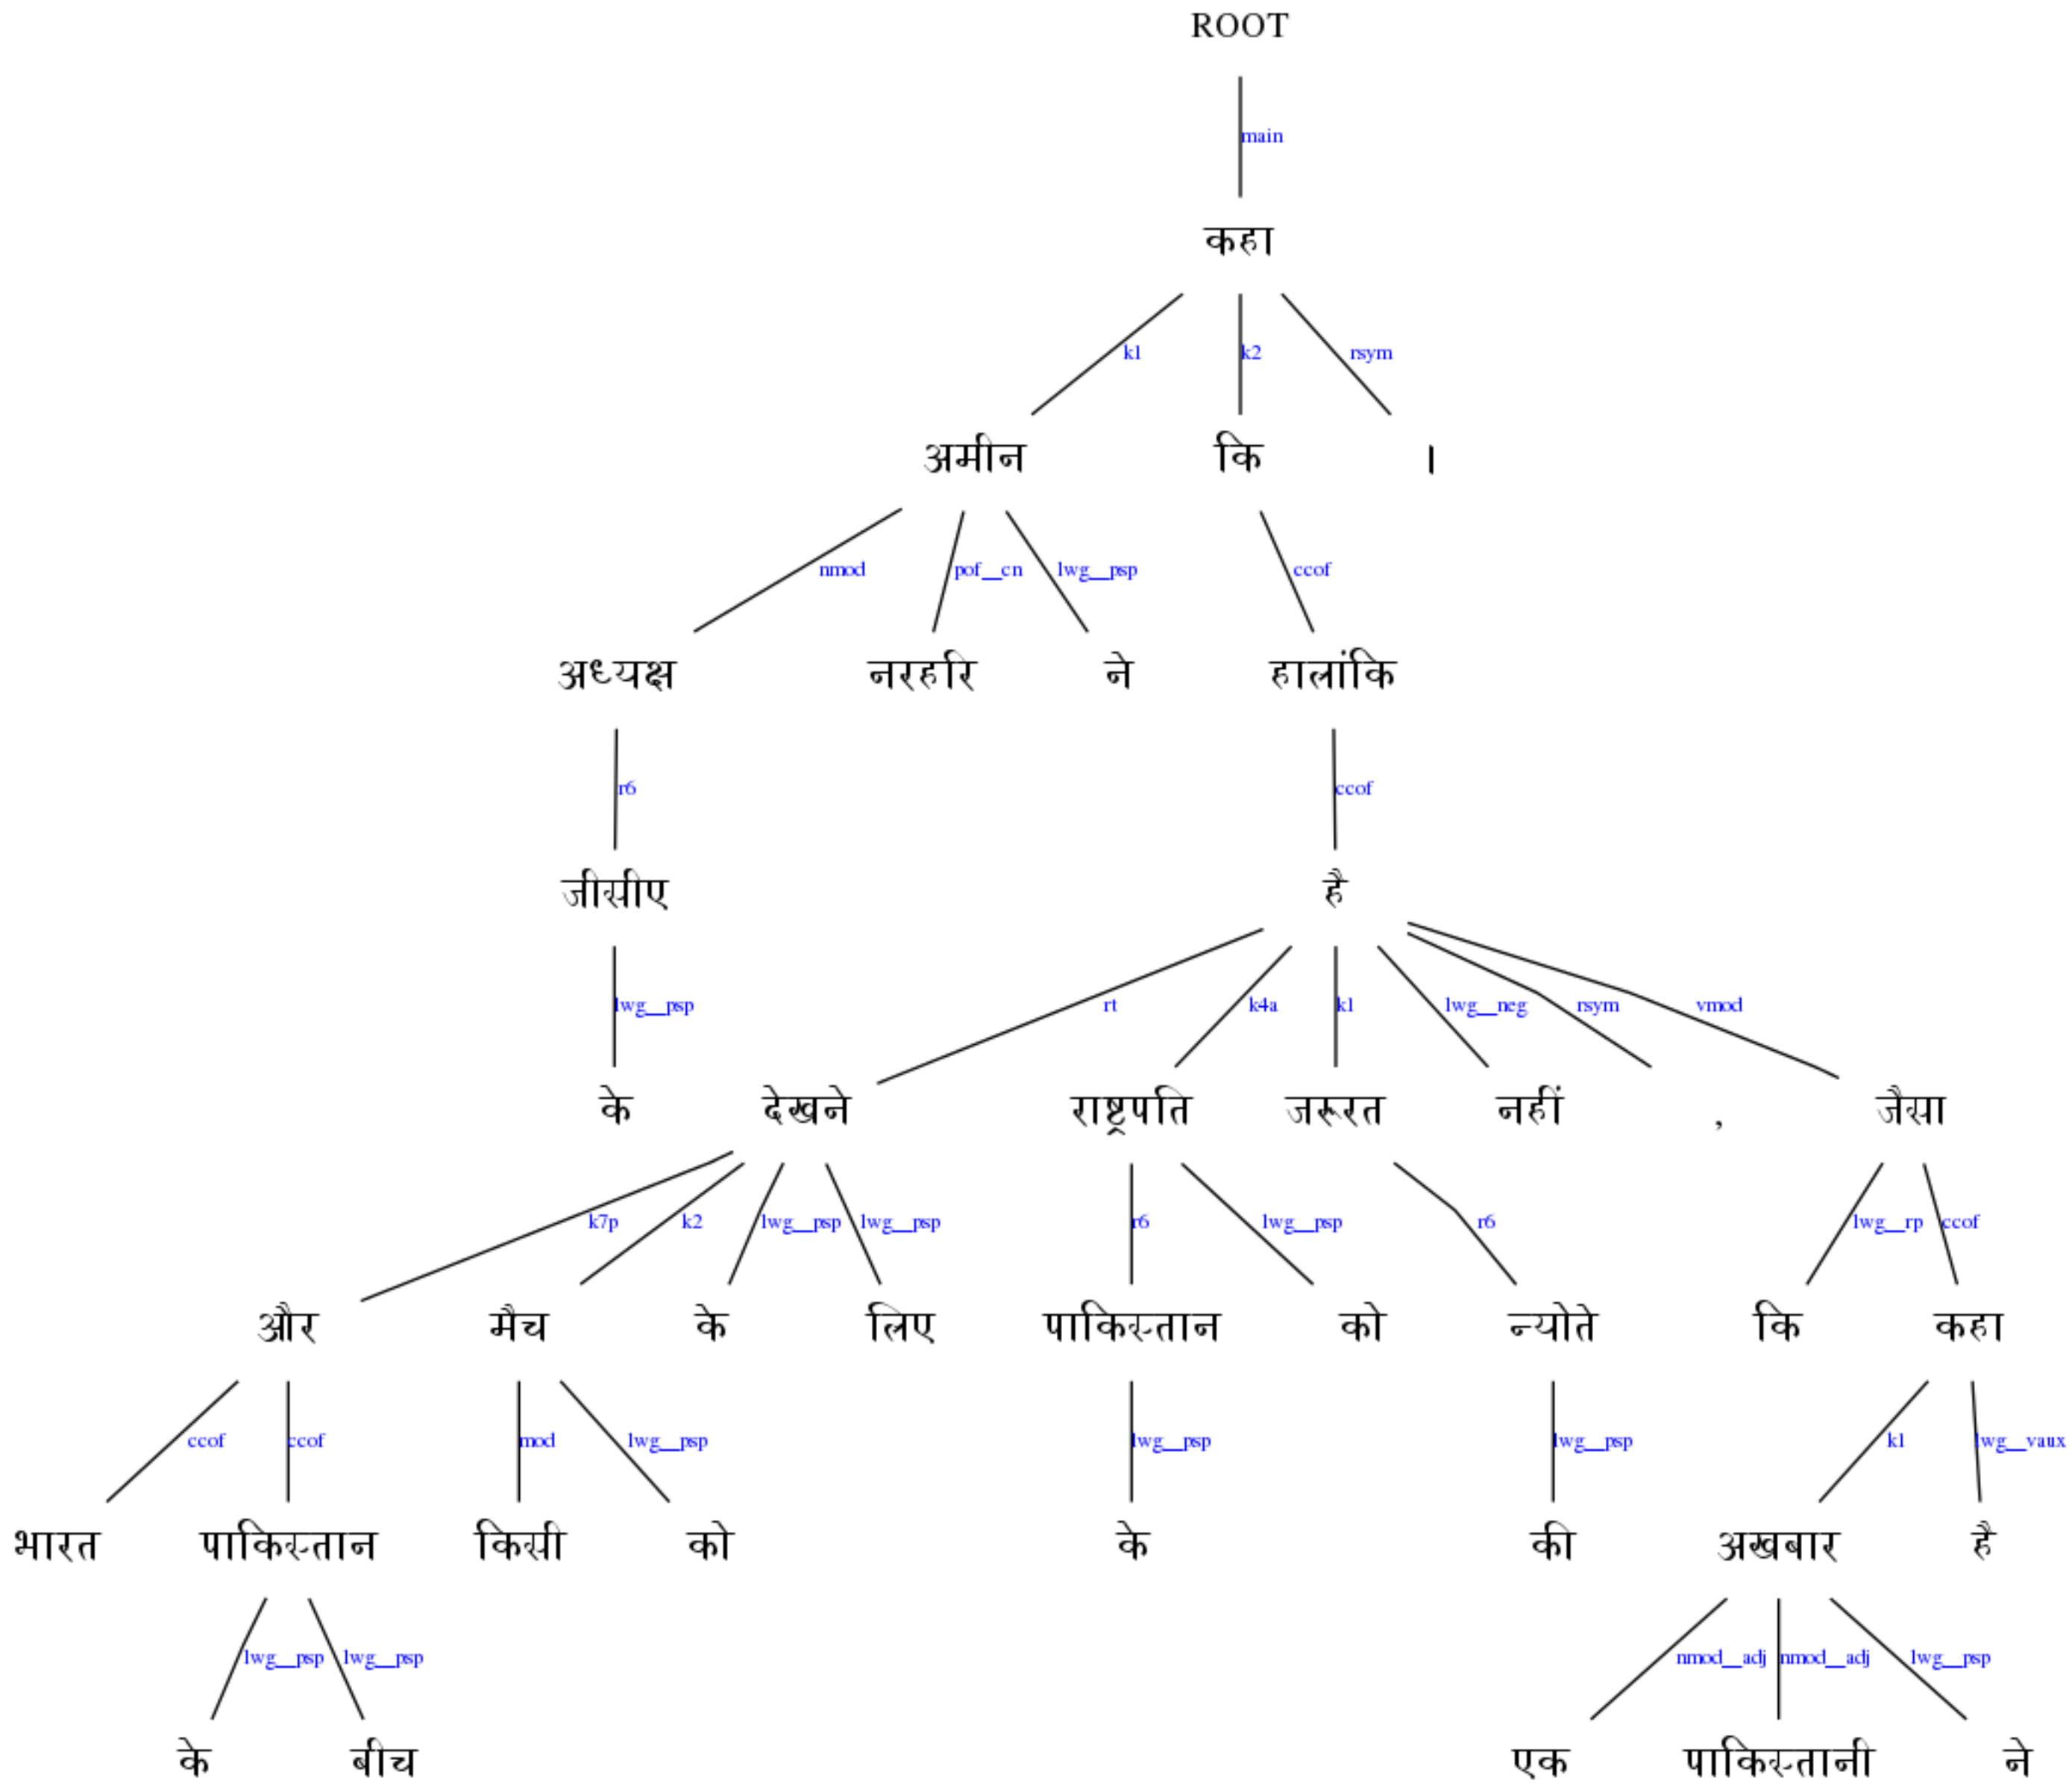 ROOT
main
कहा
k1 k2 rsym
अमीन कि ।
nmod pof__cn lwg__psp ccof
अध्यक्ष नरहरि ने हालांकि
r6 ccof
जीसीए है
lwg__psp rt k4a k1 lwg__neg rsym vmod
के देखने राष्ट्रपति जरूरत नहीं , जैसा
k7p k2 lwg__psp lwg__psp r6 lwg__psp r6 lwg__rp ccof
और मैच के लिए पाकिस्तान को न्योते कि कहा
ccof ccof mod lwg__psp lwg__psp lwg__psp k1 lwg__vaux
भारत पाकिस्तान किसी को के की अखबार है
lwg__psp lwg__psp nmod__adj nmod__adj lwg__psp
के बीच एक पाकिस्तानी ने